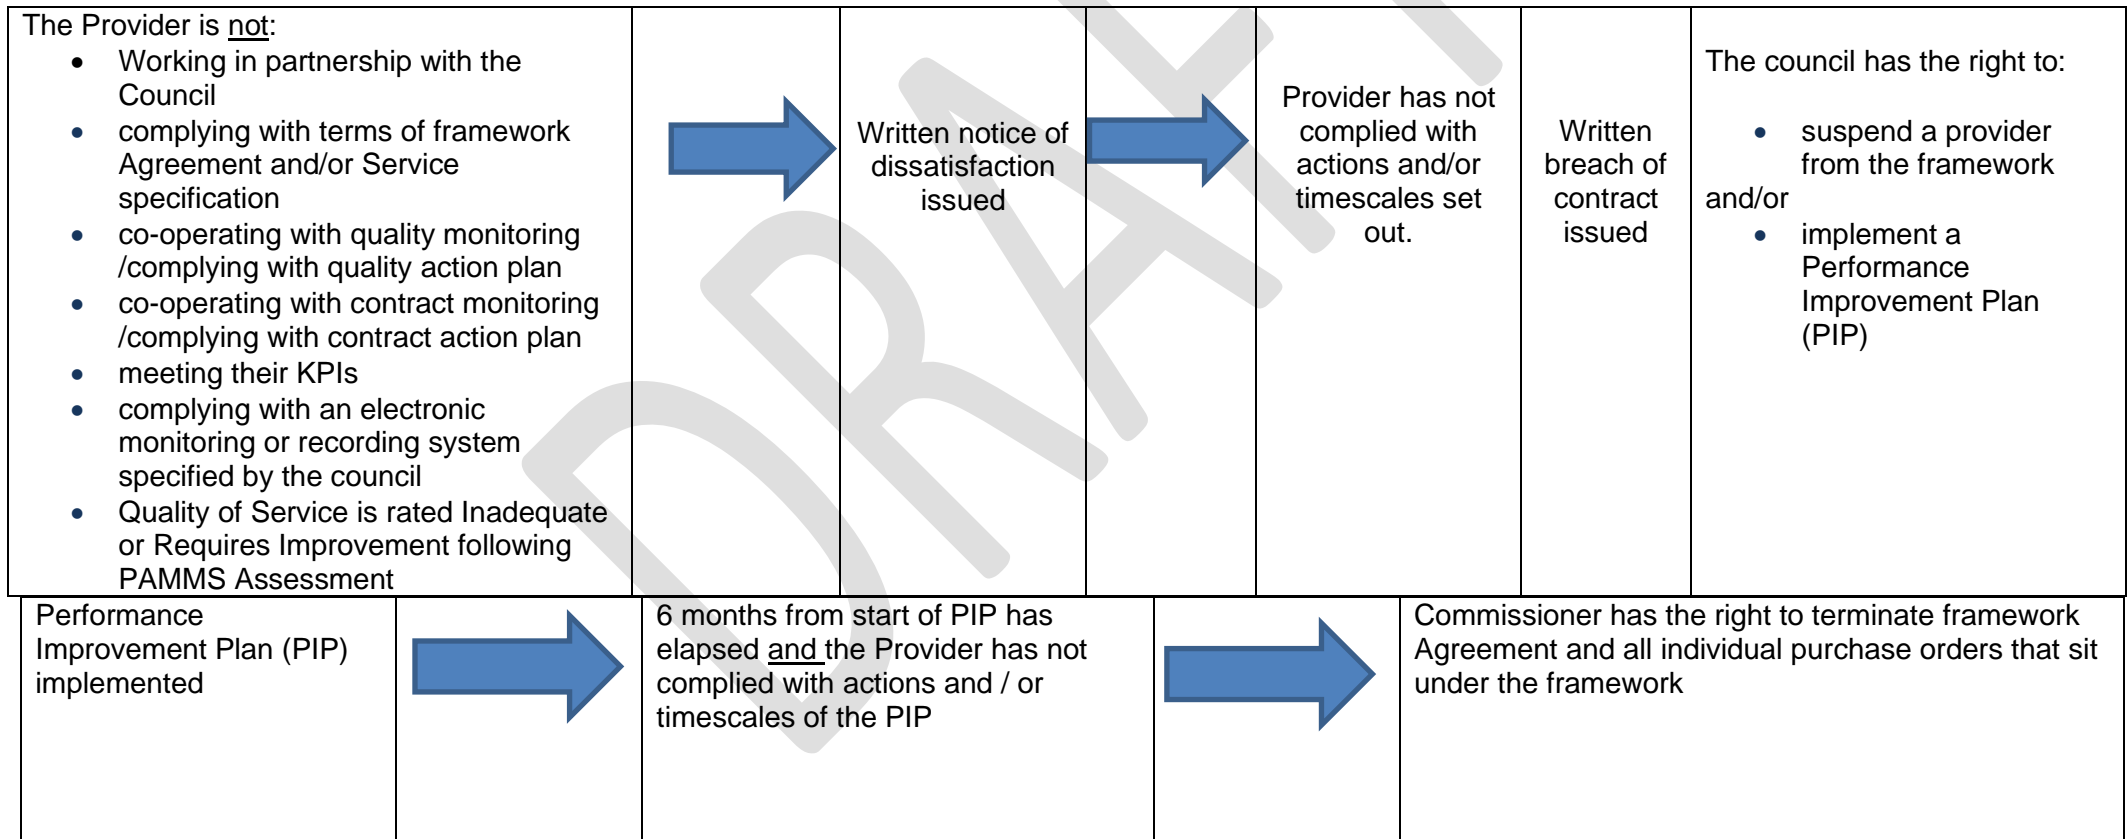 The Provider is not:
• Working in partnership with the
Council
• complying with terms of framework
Agreement and/or Service
specification
• co-operating with quality monitoring
/complying with quality action plan
• co-operating with contract monitoring
/complying with contract action plan
• meeting their KPIs
• complying with an electronic
monitoring or recording system
specified by the council
• Quality of Service is rated Inadequate
or Requires Improvement following
PAMMS Assessment
Written notice of
dissatisfaction
issued
Provider has not
complied with
actions and/or
timescales set
out.
Written
breach of
contract
issued
The council has the right to:
• suspend a provider
from the framework
and/or
• implement a
Performance
Improvement Plan
(PIP)
Performance
Improvement Plan (PIP)
implemented
6 months from start of PIP has
elapsed and the Provider has not
complied with actions and / or
timescales of the PIP
Commissioner has the right to terminate framework
Agreement and all individual purchase orders that sit
under the framework
DRAFT